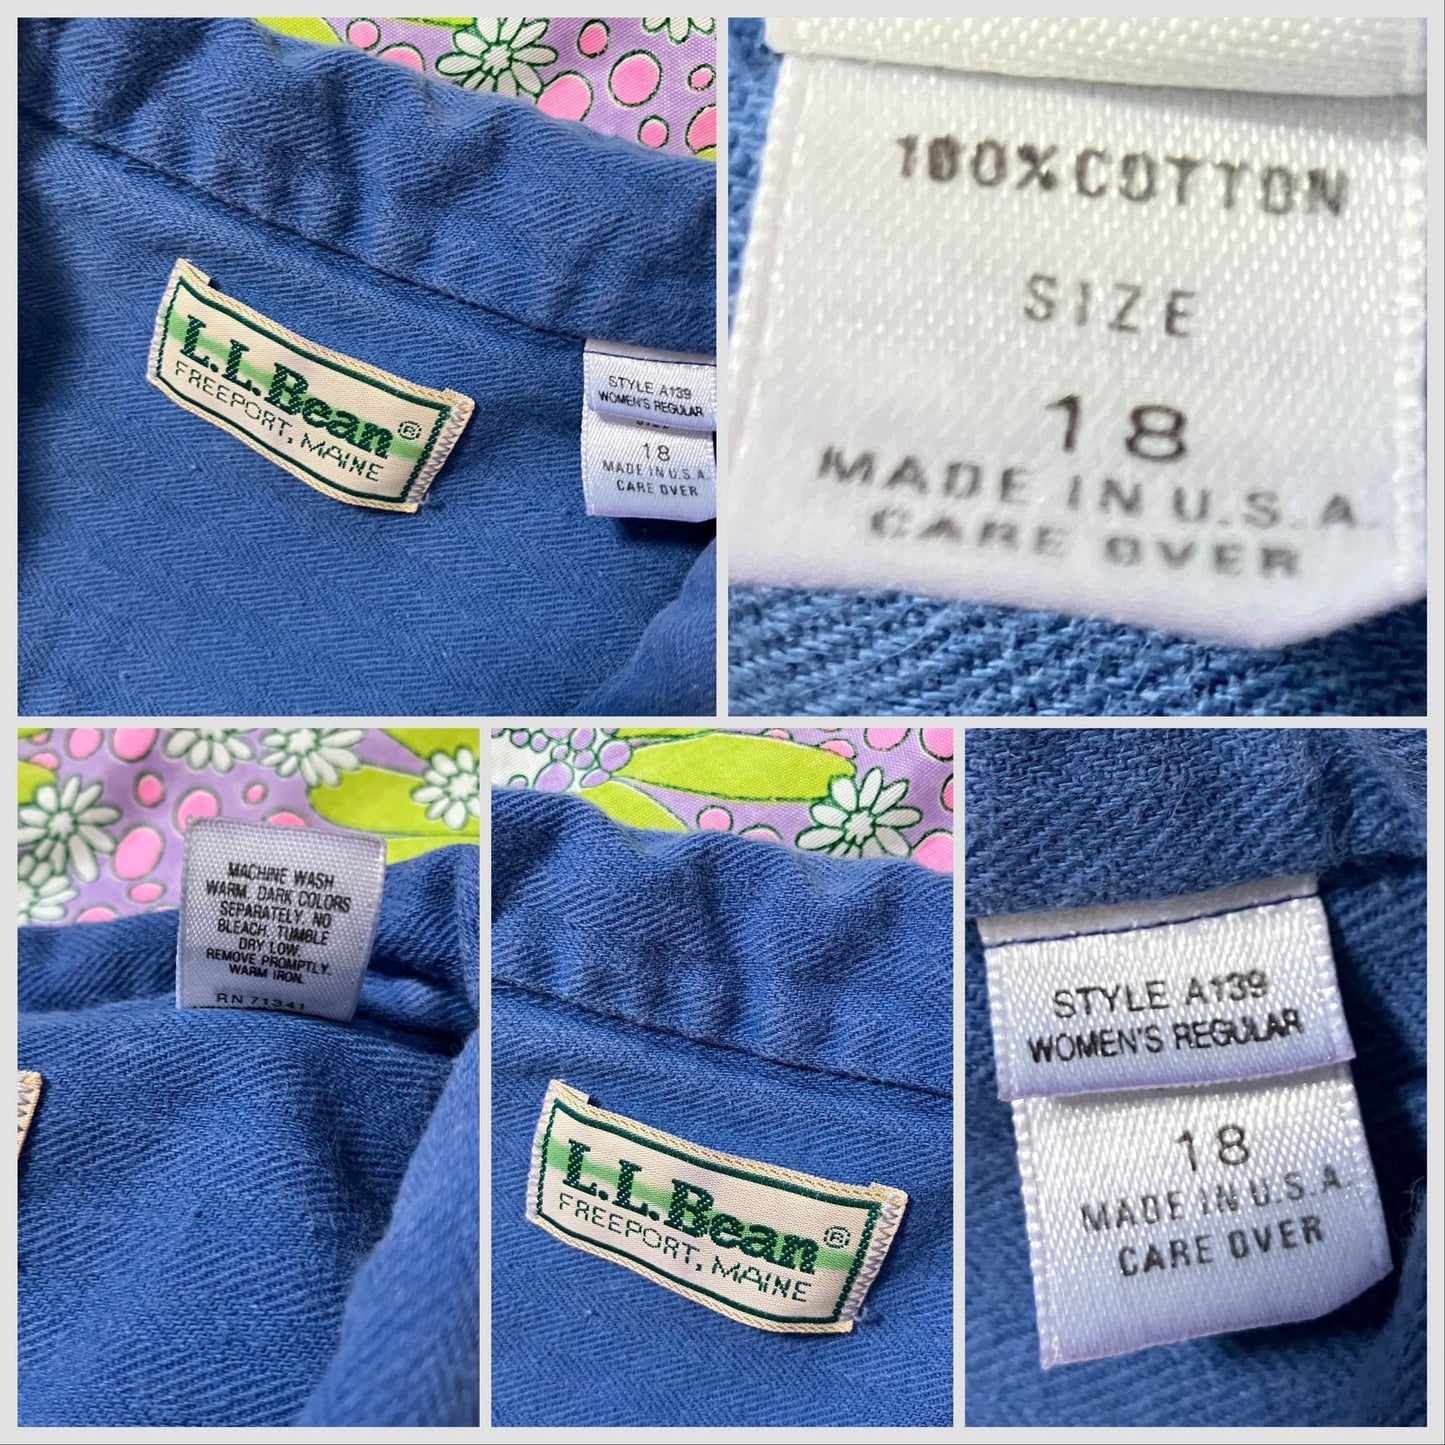 L.L.Bean®
FREEPORT, MAINE
STYLE A139
WOMEN'S REGULAR
18
MADE IN U.S.A.
CARE OVER
100% COTTON
SIZE
18
MADE IN U.S.A.
CARE OVER
MACHINE WASH
WARM, DARK COLORS
SEPARATELY. NO
BLEACH. TUMBLE
DRY LOW.
REMOVE PROMPTLY.
WARM IRON.
RN 71341
L.L.Bean®
FREEPORT, MAINE
STYLE A139
WOMEN'S REGULAR
18
MADE IN U.S.A.
CARE OVER